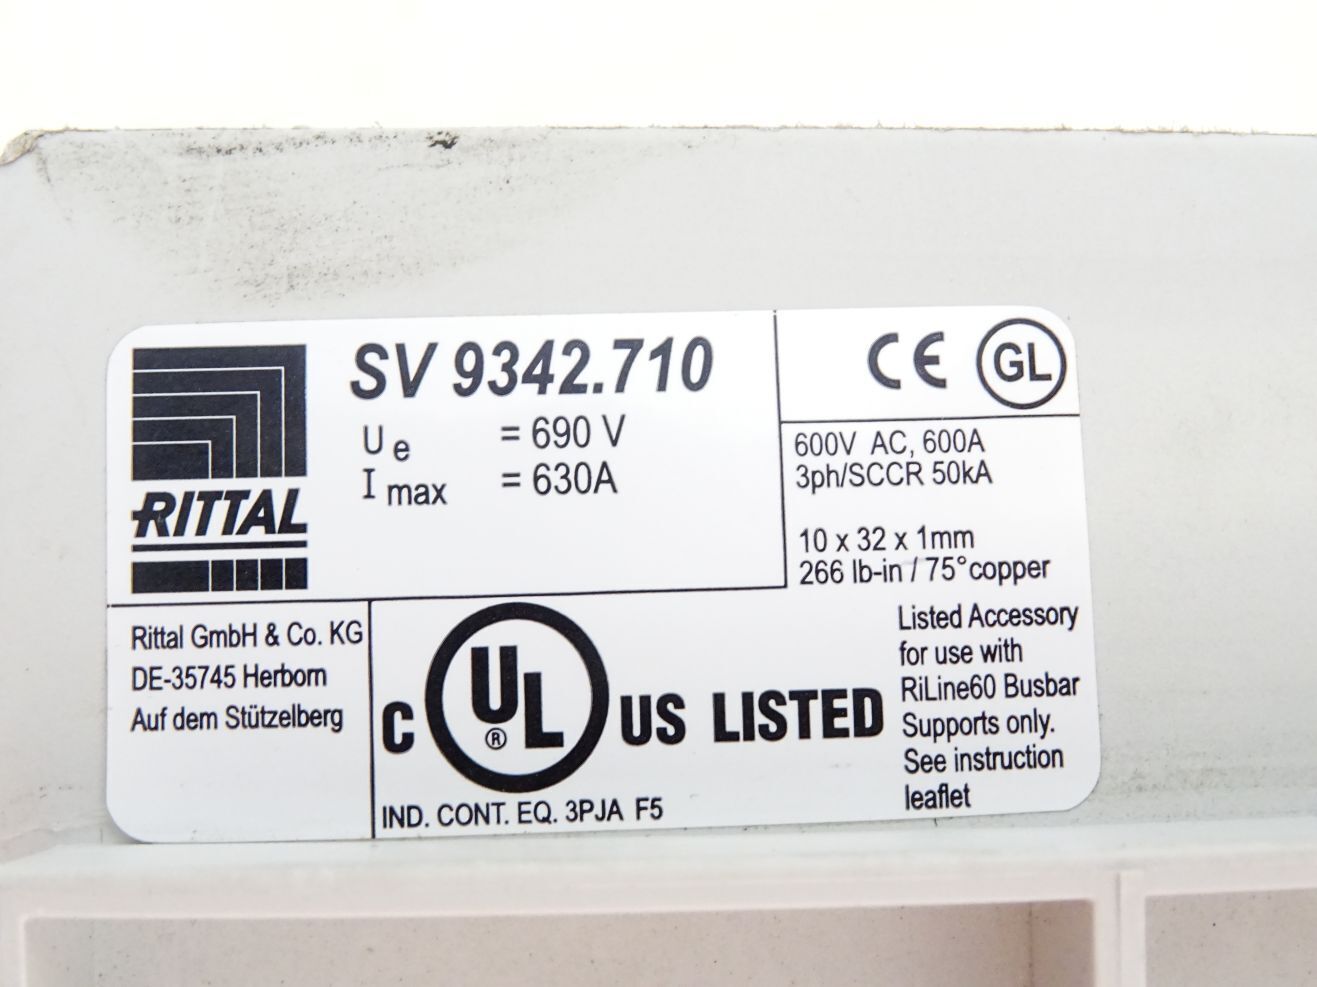 RITTAL
SV 9342.710
Ue = 690 V
Imax = 630A
CE GL
600V AC, 600A
3ph/SCCR 50kA
10 x 32 x 1mm
266 lb-in / 75°copper
Rittal GmbH & Co. KG
DE-35745 Herborn
Auf dem Stützelberg
C UL® US LISTED
IND. CONT. EQ. 3PJA F5
Listed Accessory
for use with
RiLine60 Busbar
Supports only.
See instruction
leaflet